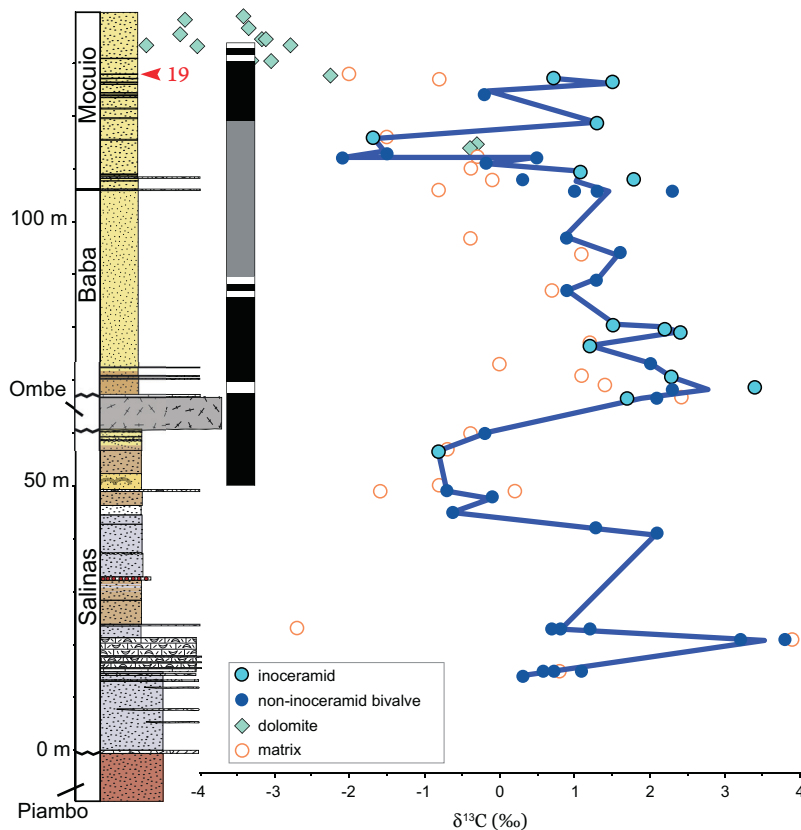 Mocuio
19
100 m
Baba
Ombe
50 m
Salinas
inoceramid
non-inoceramid bivalve
dolomite
matrix
0 m
Piambo
-4 -3 -2 -1 0 1 2 3 4
δ¹³C (‰)